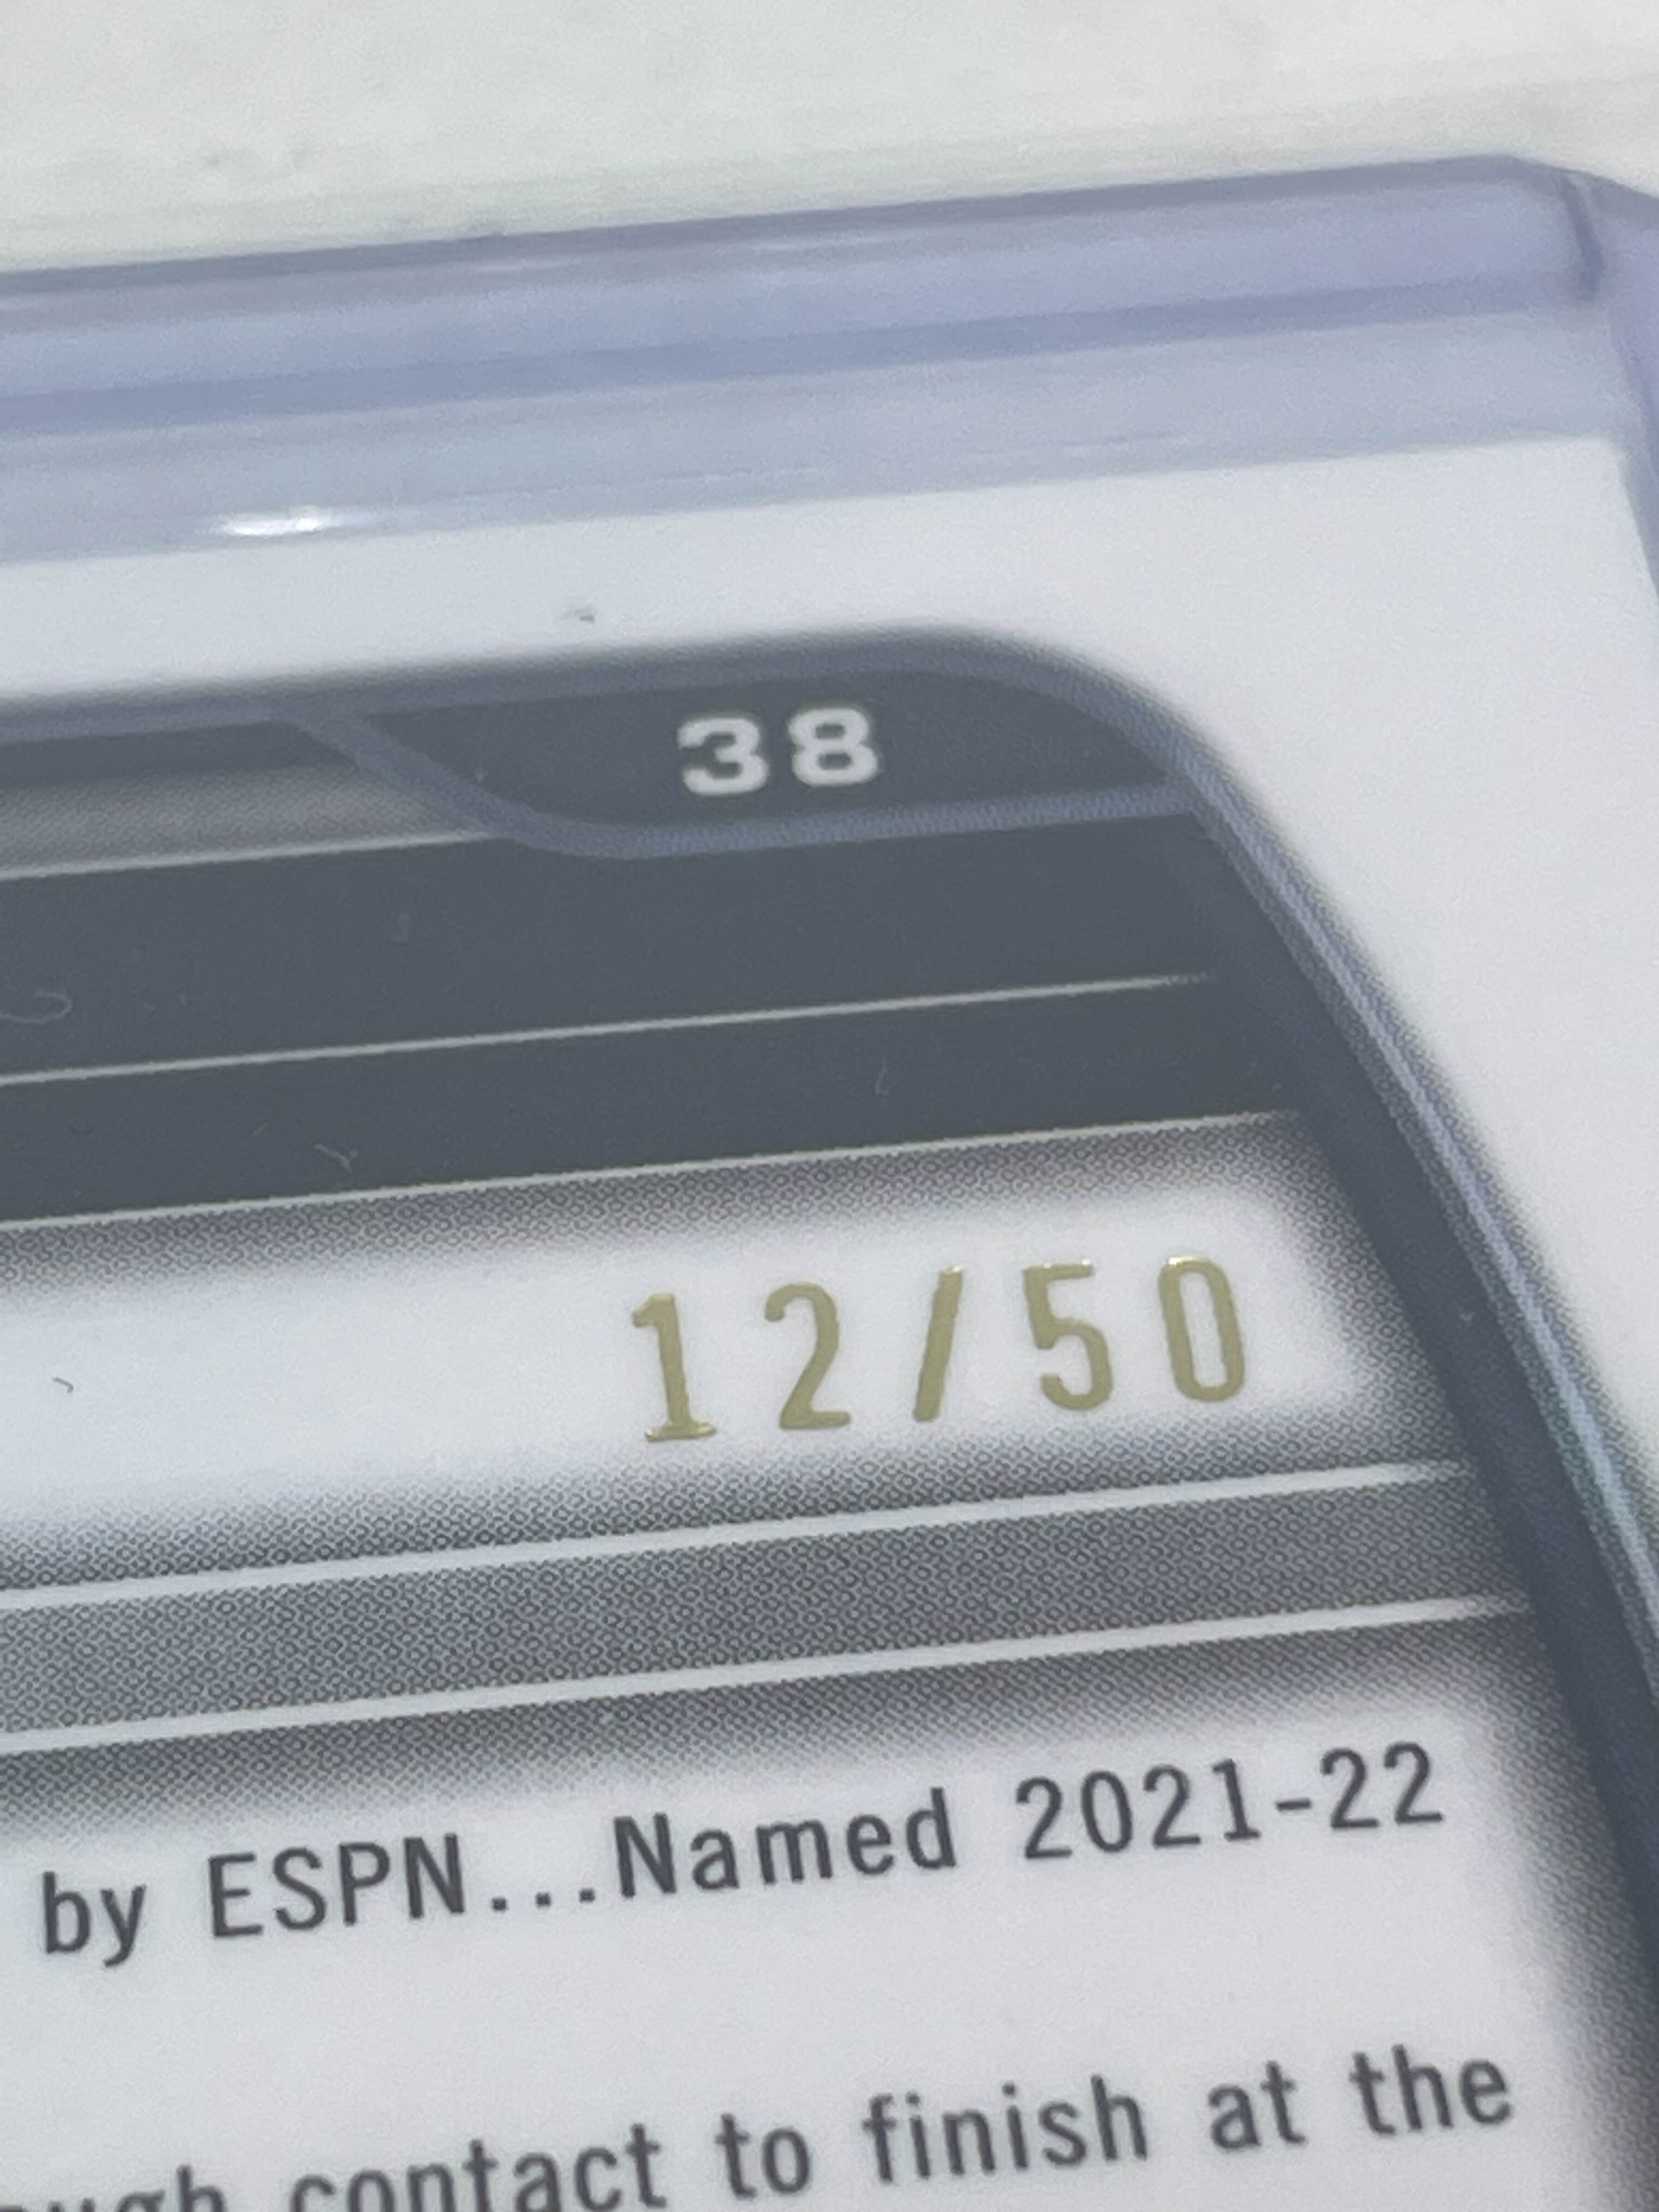 38
12/50
by ESPN...Named 2021-22
contact to finish at the